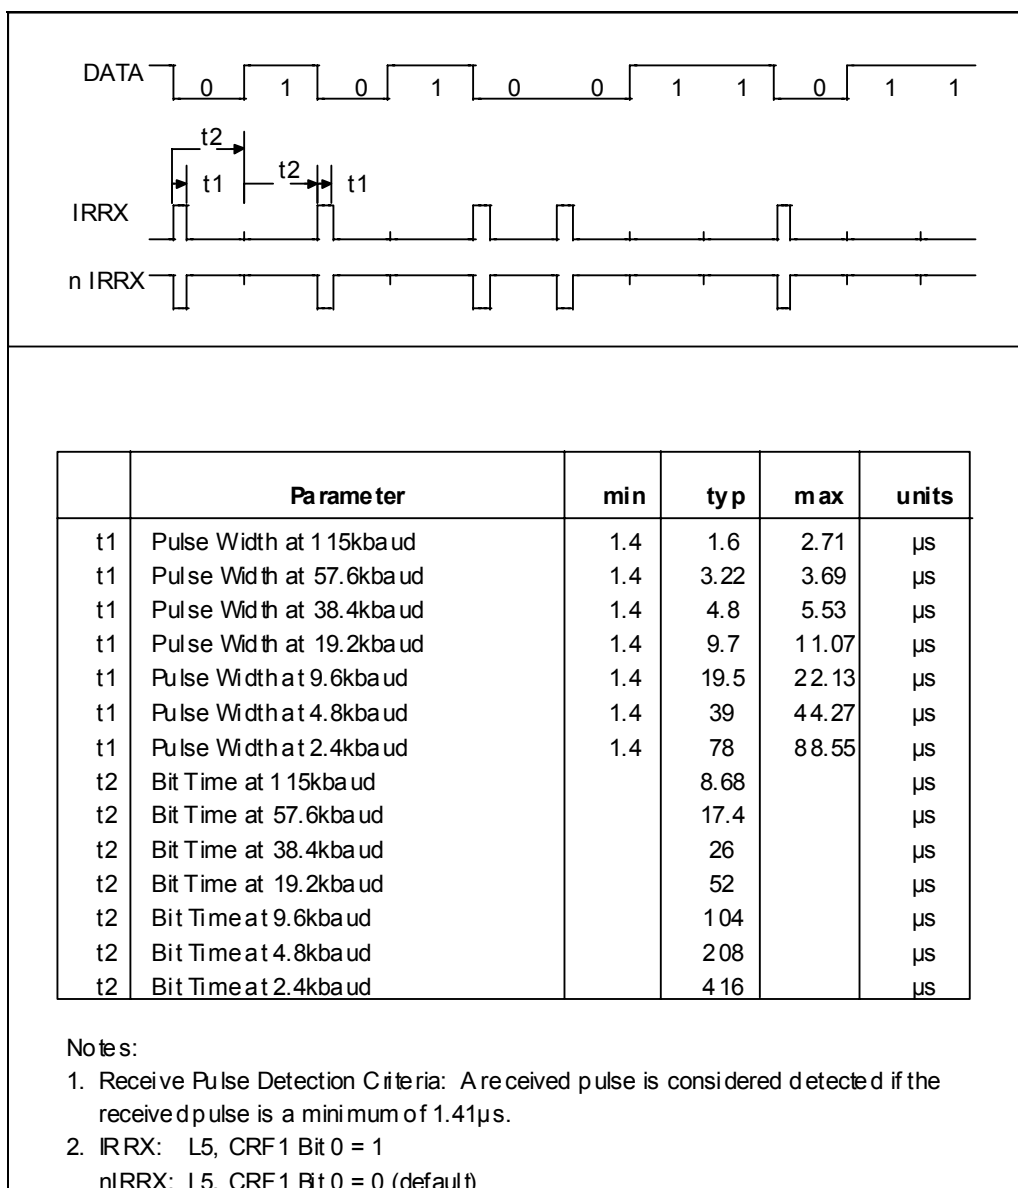 DATA 0 1 0 1 0 0 1 1 0 1 1
t2
t1 t2 t1
IRRX
n IRRX
Parameter min typ max units
t1 Pulse Width at 115kbaud 1.4 1.6 2.71 µs
t1 Pulse Width at 57.6kbaud 1.4 3.22 3.69 µs
t1 Pulse Width at 38.4kbaud 1.4 4.8 5.53 µs
t1 Pulse Width at 19.2kbaud 1.4 9.7 11.07 µs
t1 Pulse Width at 9.6kbaud 1.4 19.5 22.13 µs
t1 Pulse Width at 4.8kbaud 1.4 39 44.27 µs
t1 Pulse Width at 2.4kbaud 1.4 78 88.55 µs
t2 Bit Time at 115kbaud 8.68 µs
t2 Bit Time at 57.6kbaud 17.4 µs
t2 Bit Time at 38.4kbaud 26 µs
t2 Bit Time at 19.2kbaud 52 µs
t2 Bit Time at 9.6kbaud 104 µs
t2 Bit Time at 4.8kbaud 208 µs
t2 Bit Time at 2.4kbaud 416 µs
Notes:
1. Receive Pulse Detection Criteria: A received pulse is considered detected if the
received pulse is a minimum of 1.41µs.
2. IRRX: L5, CRF1 Bit 0 = 1
nIRRX: L5, CRF1 Bit 0 = 0 (default)